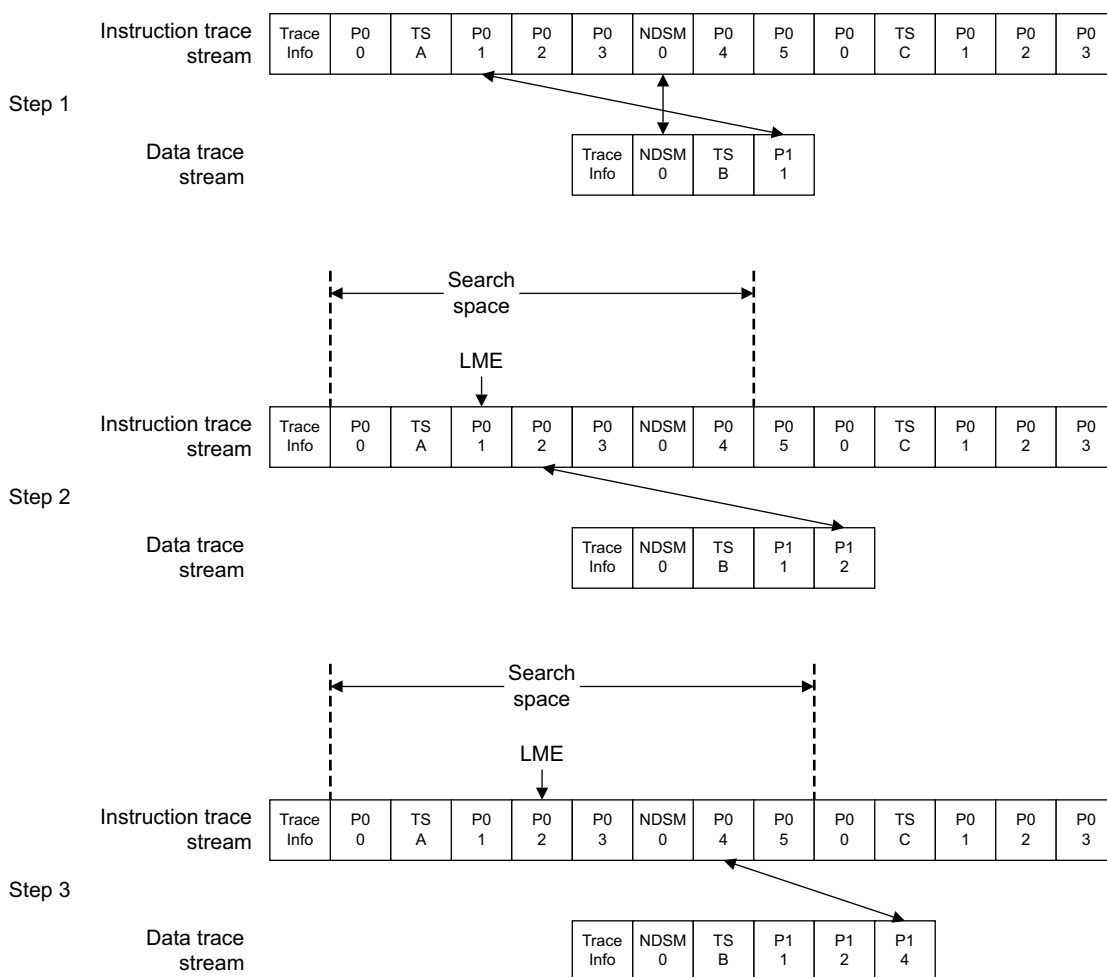 Instruction trace stream
Trace Info P0 0 TS A P0 1 P0 2 P0 3 NDSM 0 P0 4 P0 5 P0 0 TS C P0 1 P0 2 P0 3
Step 1
Data trace stream
Trace Info NDSM 0 TS B P1 1
Search space
LME
Instruction trace stream
Trace Info P0 0 TS A P0 1 P0 2 P0 3 NDSM 0 P0 4 P0 5 P0 0 TS C P0 1 P0 2 P0 3
Step 2
Data trace stream
Trace Info NDSM 0 TS B P1 1 P1 2
Search space
LME
Instruction trace stream
Trace Info P0 0 TS A P0 1 P0 2 P0 3 NDSM 0 P0 4 P0 5 P0 0 TS C P0 1 P0 2 P0 3
Step 3
Data trace stream
Trace Info NDSM 0 TS B P1 1 P1 2 P1 4